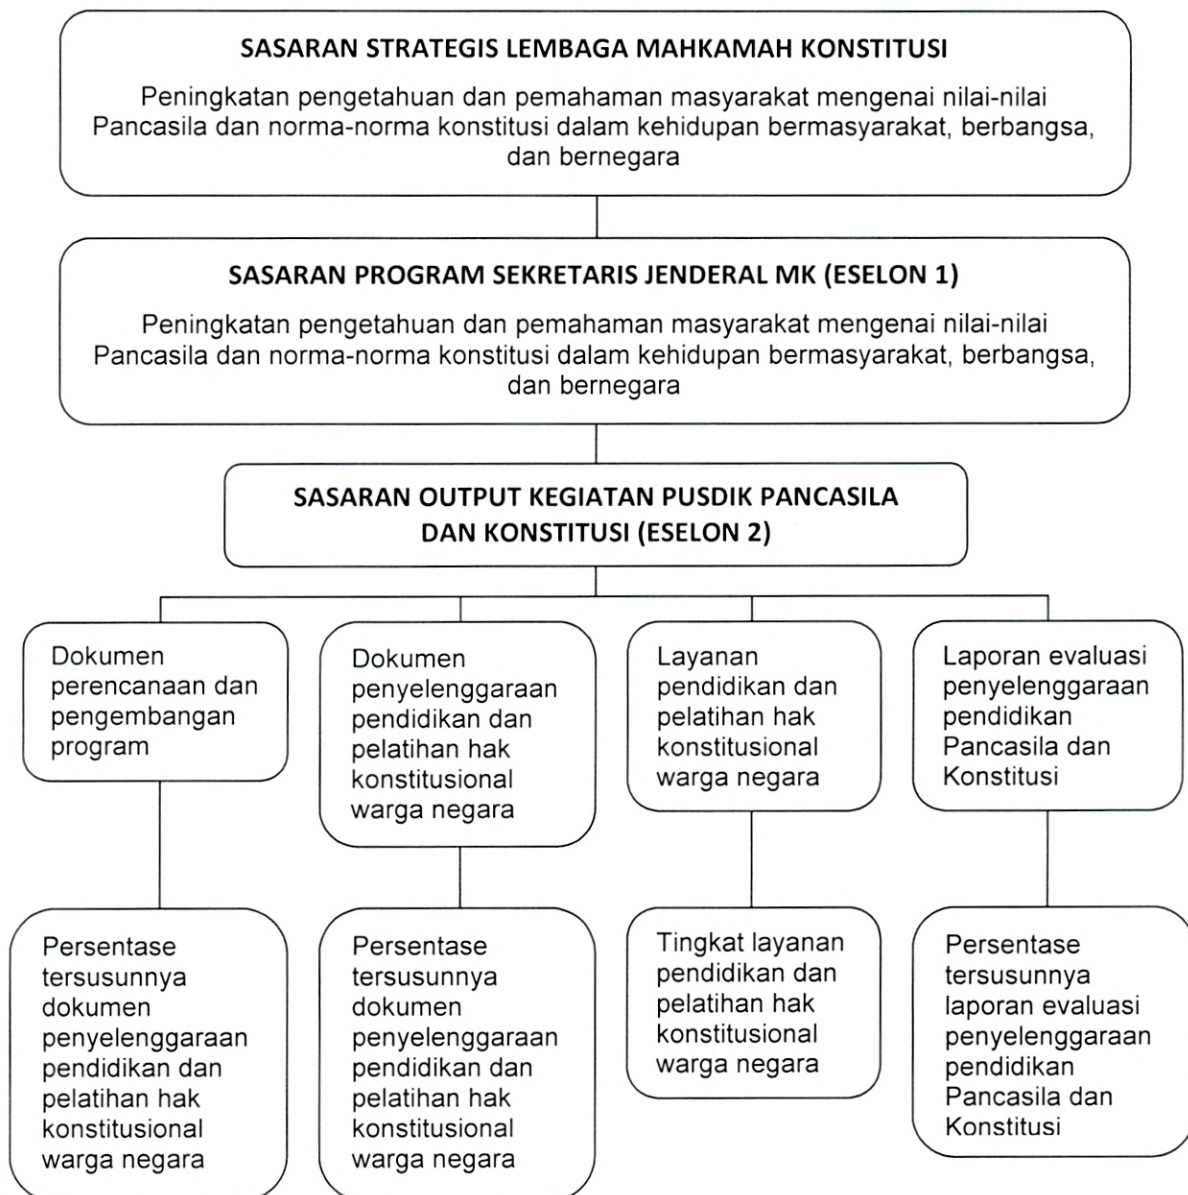 SASARAN STRATEGIS LEMBAGA MAHKAMAH KONSTITUSI
Peningkatan pengetahuan dan pemahaman masyarakat mengenai nilai-nilai
Pancasila dan norma-norma konstitusi dalam kehidupan bermasyarakat, berbangsa,
dan bernegara
SASARAN PROGRAM SEKRETARIS JENDERAL MK (ESELON 1)
Peningkatan pengetahuan dan pemahaman masyarakat mengenai nilai-nilai
Pancasila dan norma-norma konstitusi dalam kehidupan bermasyarakat, berbangsa,
dan bernegara
SASARAN OUTPUT KEGIATAN PUSDIK PANCASILA
DAN KONSTITUSI (ESELON 2)
Dokumen
perencanaan dan
pengembangan
program
Dokumen
penyelenggaraan
pendidikan dan
pelatihan hak
konstitusional
warga negara
Layanan
pendidikan dan
pelatihan hak
konstitusional
warga negara
Laporan evaluasi
penyelenggaraan
pendidikan
Pancasila dan
Konstitusi
Persentase
tersusunnya
dokumen
penyelenggaraan
pendidikan dan
pelatihan hak
konstitusional
warga negara
Persentase
tersusunnya
dokumen
penyelenggaraan
pendidikan dan
pelatihan hak
konstitusional
warga negara
Tingkat layanan
pendidikan dan
pelatihan hak
konstitusional
warga negara
Persentase
tersusunnya
laporan evaluasi
penyelenggaraan
pendidikan
Pancasila dan
Konstitusi